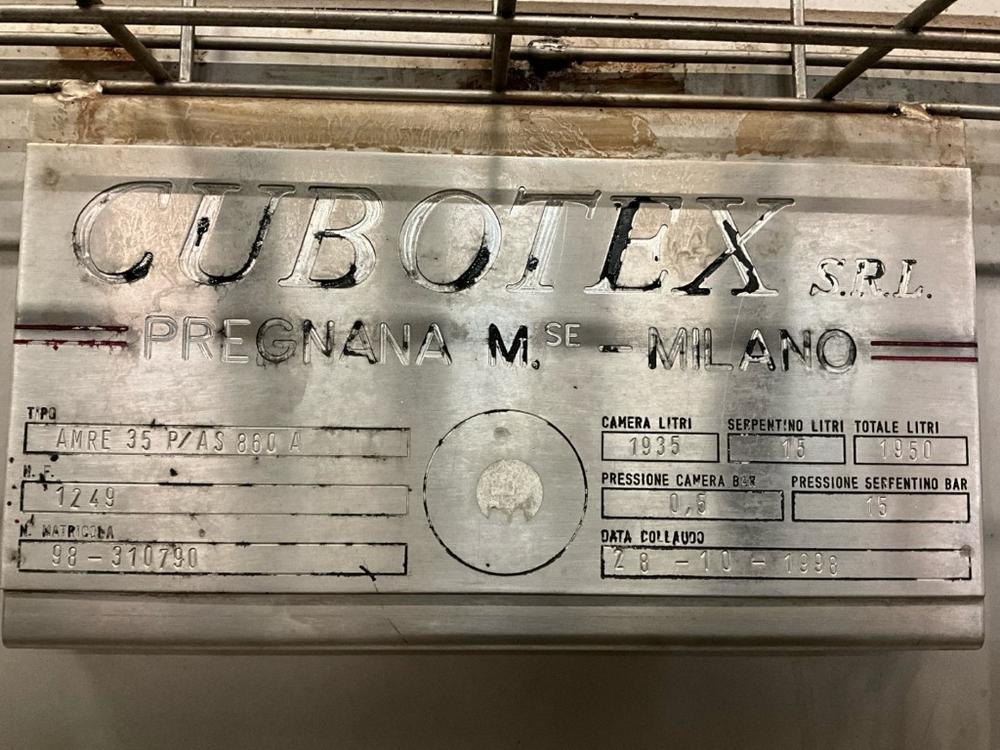 CUBOTEX S.R.L.
PREGNANA M.SE - MILANO
TIPO
AMRE 35 P/AS 860 A
N. F.
1249
N. MATRICOLA
98-310790
CAMERA LITRI SERPENTINO LITRI TOTALE LITRI
1935 15 1950
PRESSIONE CAMERA BAR PRESSIONE SERPENTINO BAR
0,5 15
DATA COLLAUDO
28 -10 - 1998